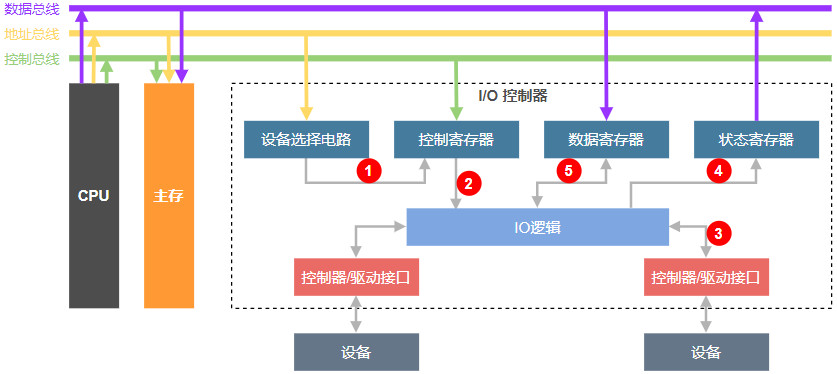 数据总线
地址总线
控制总线
I/O 控制器
设备选择电路
控制寄存器
数据寄存器
状态寄存器
1
2
5
4
CPU
主存
IO逻辑
3
控制器/驱动接口
控制器/驱动接口
设备
设备